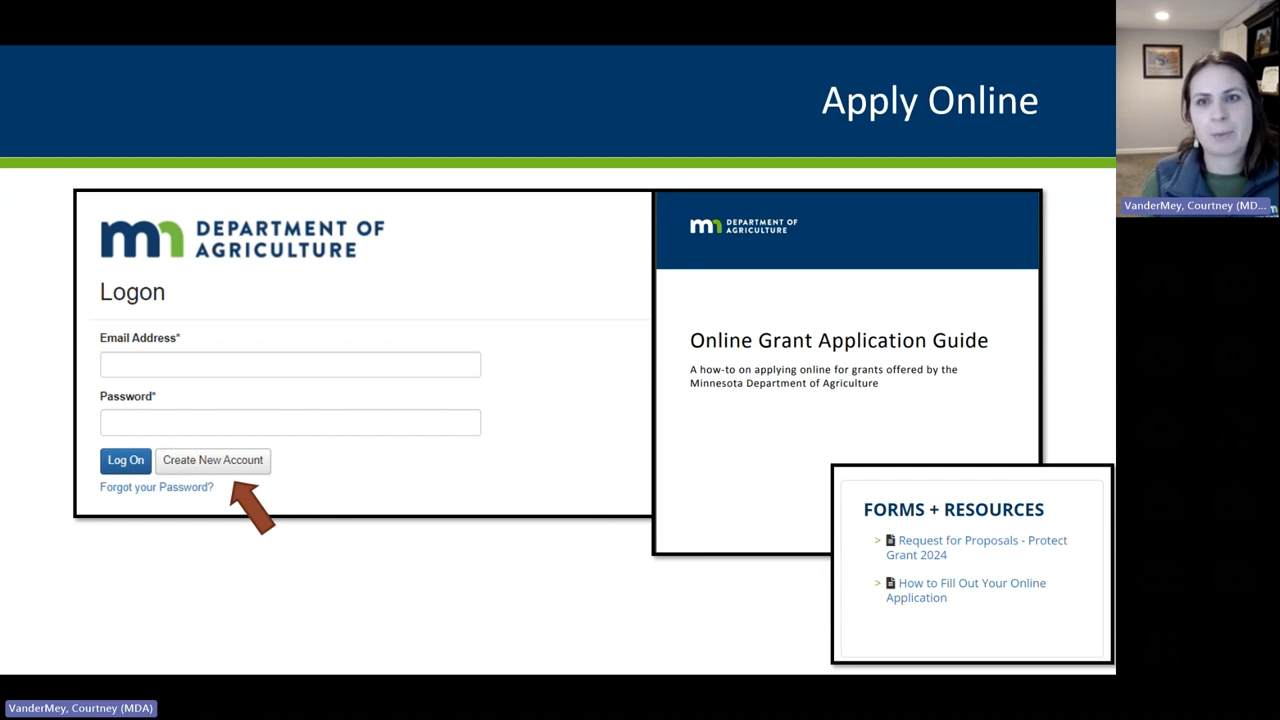 Apply Online
mn DEPARTMENT OF
AGRICULTURE
Logon
Email Address*
Password*
Log On
Create New Account
Forgot your Password?
mn DEPARTMENT OF
AGRICULTURE
Online Grant Application Guide
A how-to on applying online for grants offered by the
Minnesota Department of Agriculture
FORMS + RESOURCES
> Request for Proposals - Protect
Grant 2024
> How to Fill Out Your Online
Application
VanderMey, Courtney (MD...
VanderMey, Courtney (MDA)